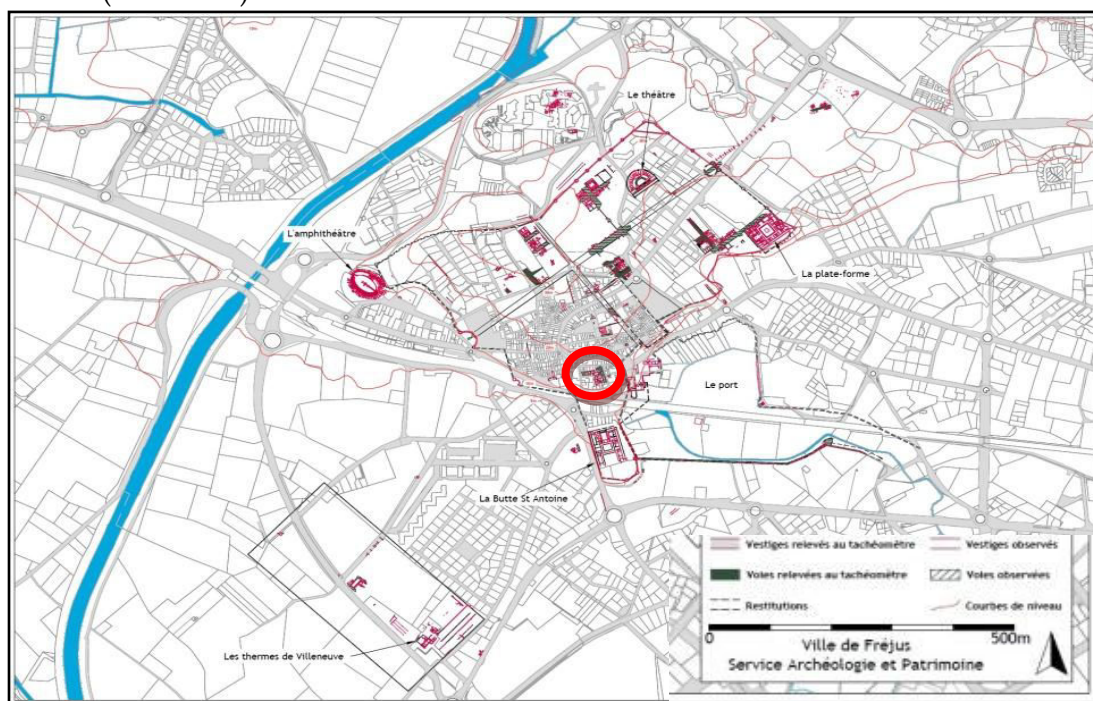 Le théâtre
L'amphithéâtre
La plate-forme
Le port
La Butte St Antoine
Les thermes de Villeneuve
Vestiges relevés au tachéomètre
Vestiges observés
Voies relevées au tachéomètre
Voies observées
Restitutions
Courbes de niveau
0
500m
Ville de Fréjus
Service Archéologie et Patrimoine